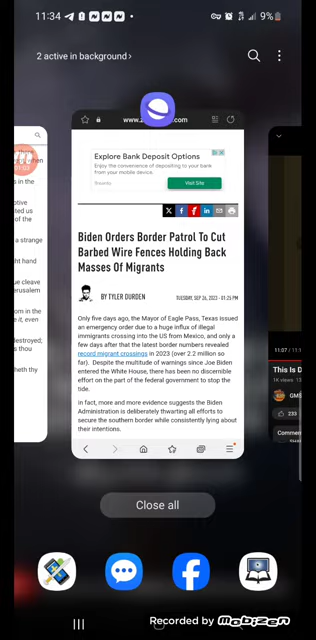 11:34
9%
2 active in background
Explore Bank Deposit Options
Enjoy the convenience of depositing to your
bank from your mobile device.
Visit Site
Biden Orders Border Patrol To Cut
Barbed Wire Fences Holding Back
Masses Of Migrants
BY TYLER DURDEN
TUESDAY, SEP 26, 2023 - 01:25 PM
Only five days ago, the Mayor of Eagle Pass, Texas issued
an emergency order due to a huge influx of illegal
immigrants crossing into the US from Mexico, and only a
few days after that the latest border numbers revealed
record migrant crossings in 2023 (over 2.2 million so
far). Despite the multitude of warnings since Joe Biden
entered the White House, there has been no discernible
effort on the part of the federal government to stop the
tide.
In fact, more and more evidence suggests the Biden
Administration is deliberately thwarting all efforts to
secure the southern border while consistently lying about
their intentions.
11:07 / 11:
This Is D
1K views
GMS
233
Commen
Close all
Recorded by mobizen